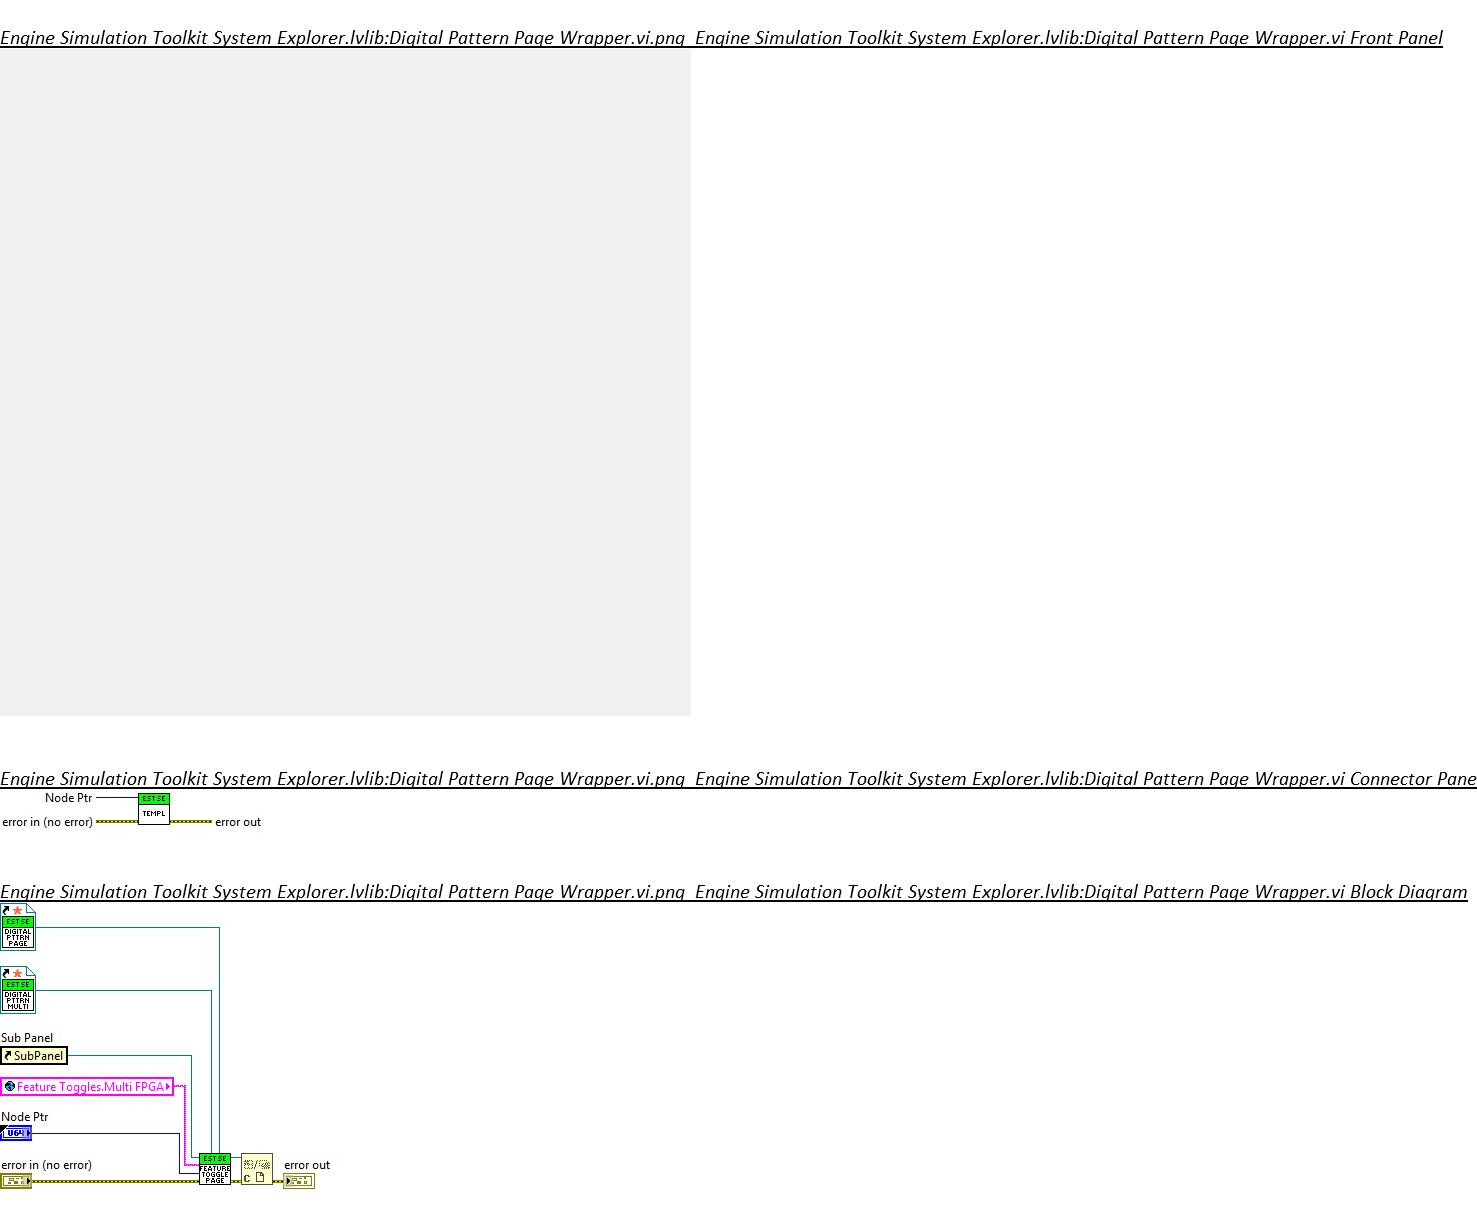 Engine Simulation Toolkit System Explorer.lvlib:Digital Pattern Page Wrapper.vi.png Engine Simulation Toolkit System Explorer.lvlib:Digital Pattern Page Wrapper.vi Front Panel
Engine Simulation Toolkit System Explorer.lvlib:Digital Pattern Page Wrapper.vi.png Engine Simulation Toolkit System Explorer.lvlib:Digital Pattern Page Wrapper.vi Connector Pane
Node Ptr
EST SE
TEMPL
error in (no error)
error out
Engine Simulation Toolkit System Explorer.lvlib:Digital Pattern Page Wrapper.vi.png Engine Simulation Toolkit System Explorer.lvlib:Digital Pattern Page Wrapper.vi Block Diagram
EST SE
DIGITAL
PTTRN
PAGE
EST SE
DIGITAL
PTTRN
MULTI
Sub Panel
SubPanel
Feature Toggles.Multi FPGA
Node Ptr
U64
error in (no error)
EST SE
FEATURE
TOGGLE
PAGE
C
error out